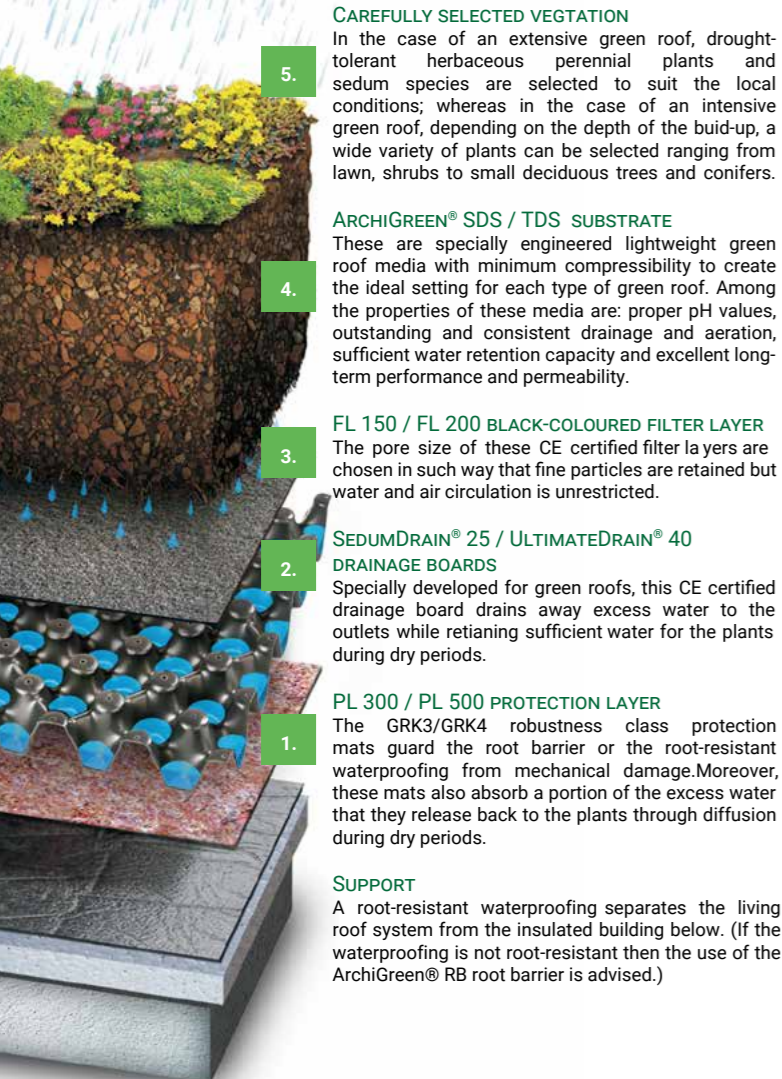 CAREFULLY SELECTED VEGTATION
5.
In the case of an extensive green roof, drought-
tolerant herbaceous perennial plants and
sedum species are selected to suit the local
conditions; whereas in the case of an intensive
green roof, depending on the depth of the buid-up, a
wide variety of plants can be selected ranging from
lawn, shrubs to small deciduous trees and conifers.
ARCHIGREEN® SDS / TDS SUBSTRATE
4.
These are specially engineered lightweight green
roof media with minimum compressibility to create
the ideal setting for each type of green roof. Among
the properties of these media are: proper pH values,
outstanding and consistent drainage and aeration,
sufficient water retention capacity and excellent long-
term performance and permeability.
FL 150 / FL 200 BLACK-COLOURED FILTER LAYER
3.
The pore size of these CE certified filter la yers are
chosen in such way that fine particles are retained but
water and air circulation is unrestricted.
SEDUMDRAIN® 25 / ULTIMATEDRAIN® 40
DRAINAGE BOARDS
2.
Specially developed for green roofs, this CE certified
drainage board drains away excess water to the
outlets while retianing sufficient water for the plants
during dry periods.
PL 300 / PL 500 PROTECTION LAYER
1.
The GRK3/GRK4 robustness class protection
mats guard the root barrier or the root-resistant
waterproofing from mechanical damage.Moreover,
these mats also absorb a portion of the excess water
that they release back to the plants through diffusion
during dry periods.
SUPPORT
A root-resistant waterproofing separates the living
roof system from the insulated building below. (If the
waterproofing is not root-resistant then the use of the
ArchiGreen® RB root barrier is advised.)